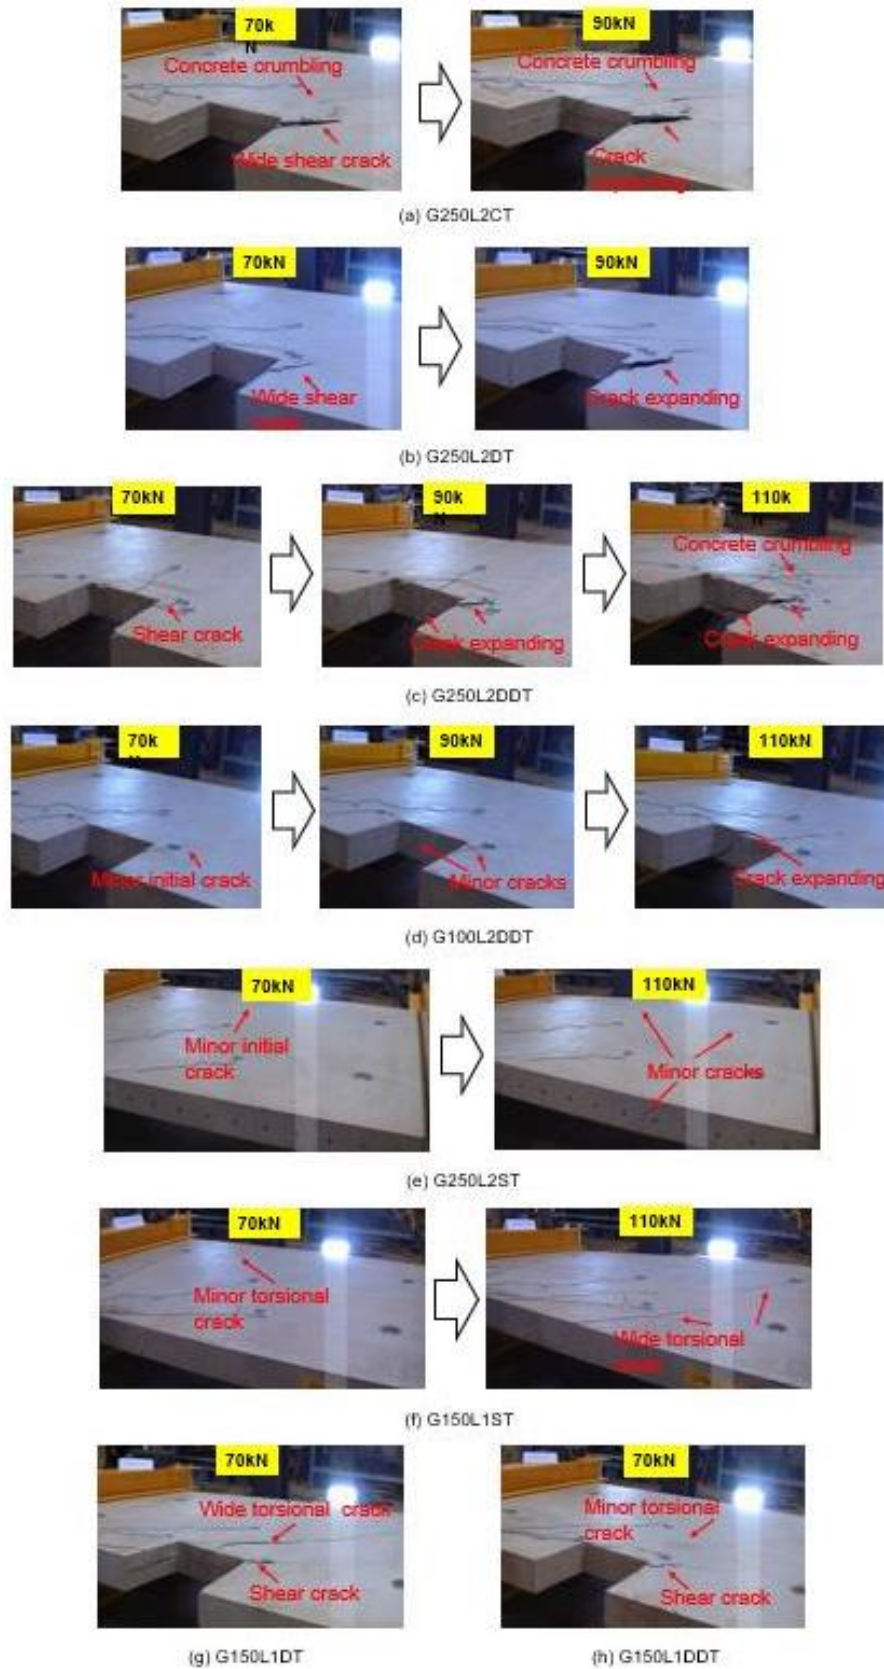 70k
N
90kN
Concrete crumbling
Concrete crumbling
Wide shear crack
Crack
(a) G250L2CT
70kN
90kN
Wide shear
Crack expanding
(b) G250L2DT
70kN
90k
110k
Concrete crumbling
Shear crack
Crack expanding
Crack expanding
(c) G250L2DDT
70k
90kN
110kN
Minor initial crack
Minor cracks
Crack expanding
(d) G100L2DDT
70kN
110kN
Minor initial
crack
Minor cracks
(e) G250L2ST
70kN
110kN
Minor torsional
crack
Wide torsional
(f) G150L1ST
70kN
70kN
Wide torsional crack
Minor torsional
crack
Shear crack
Shear crack
(g) G150L1DT
(h) G150L1DDT